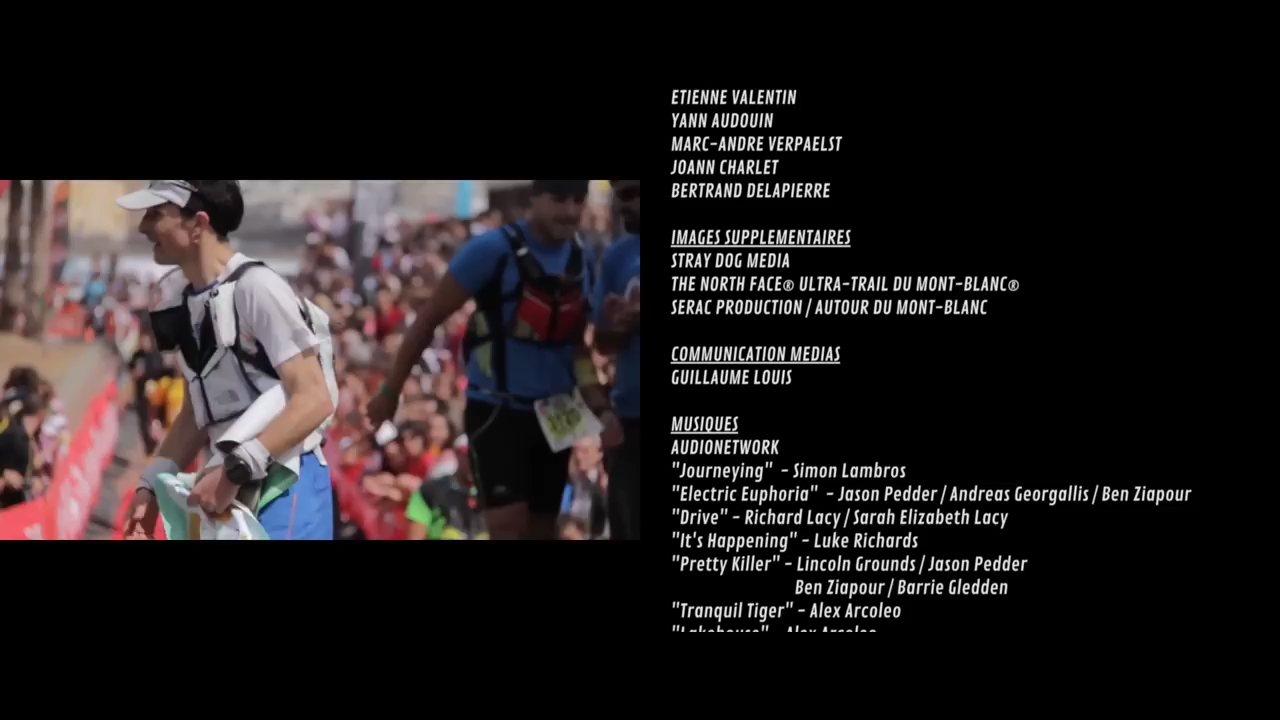 ETIENNE VALENTIN
YANN AUDOUIN
MARC-ANDRE VERPAELST
JOANN CHARLET
BERTRAND DELAPIERRE
IMAGES SUPPLEMENTAIRES
STRAY DOG MEDIA
THE NORTH FACE® ULTRA-TRAIL DU MONT-BLANC®
SERAC PRODUCTION / AUTOUR DU MONT-BLANC
COMMUNICATION MEDIAS
GUILLAUME LOUIS
MUSIQUES
AUDIONETWORK
"Journeying" - Simon Lambros
"Electric Euphoria" - Jason Pedder / Andreas Georgallis / Ben Ziapour
"Drive" - Richard Lacy / Sarah Elizabeth Lacy
"It's Happening" - Luke Richards
"Pretty Killer" - Lincoln Grounds / Jason Pedder
Ben Ziapour / Barrie Gledden
"Tranquil Tiger" - Alex Arcoleo
"Lakehouse" - Alex Arcoleo